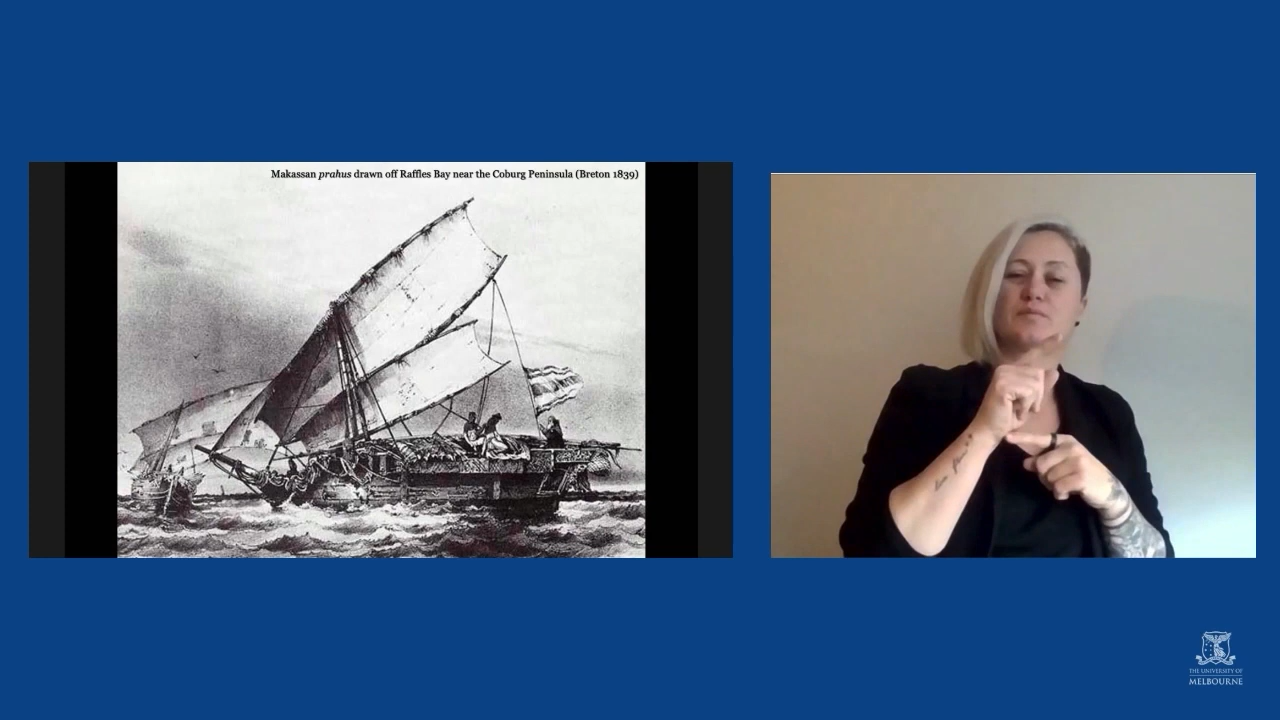 Makassan prahus drawn off Raffles Bay near the Coburg Peninsula (Breton 1839)
THE UNIVERSITY OF
MELBOURNE